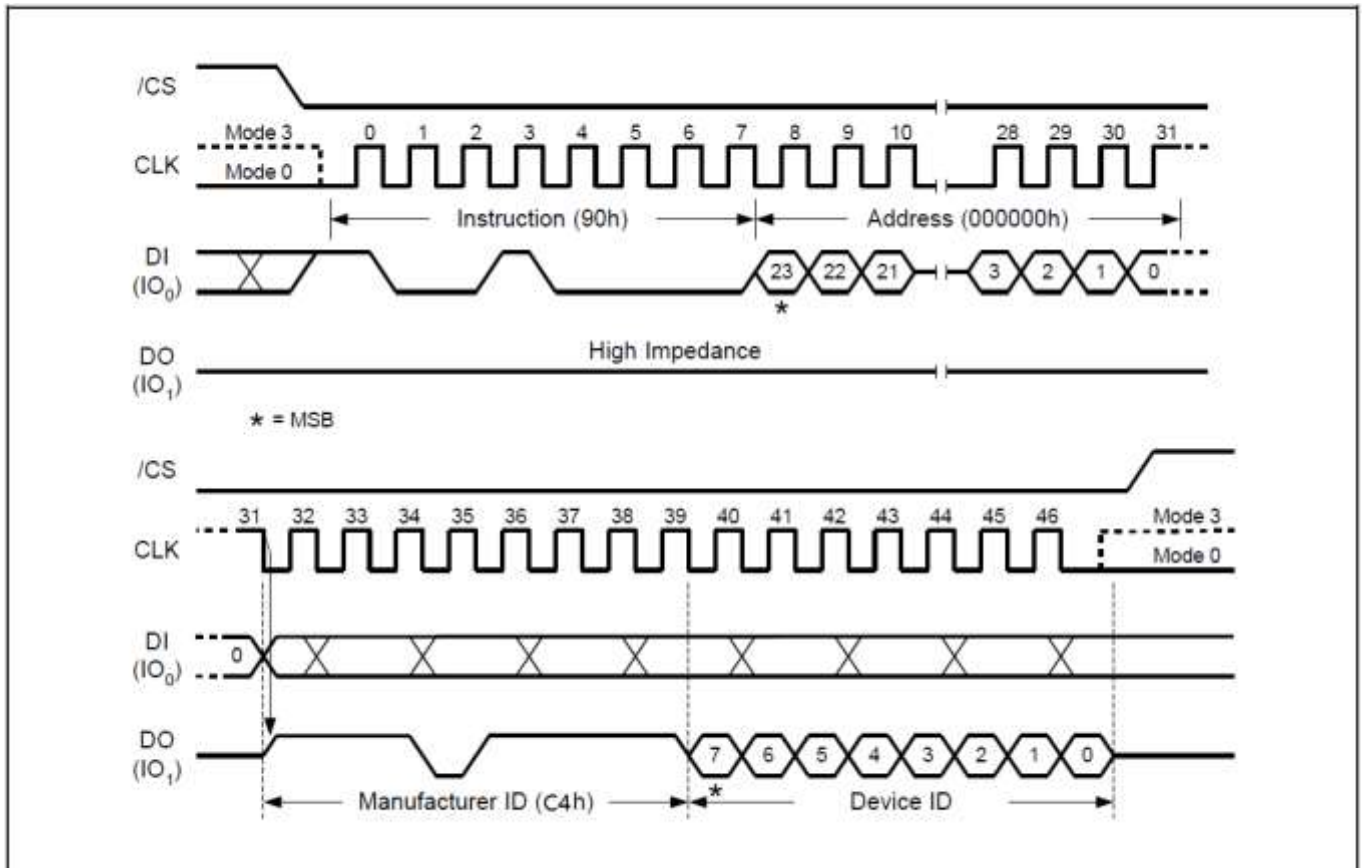 /CS
Mode 3 0 1 2 3 4 5 6 7 8 9 10 28 29 30 31
CLK
Mode 0
Instruction (90h) Address (000000h)
DI
(IO₀)
23 22 21 3 2 1 0
*
High Impedance
DO
(IO₁)
* = MSB
/CS
31 32 33 34 35 36 37 38 39 40 41 42 43 44 45 46 Mode 3
CLK
Mode 0
DI
(IO₀)
0
DO
(IO₁)
7 6 5 4 3 2 1 0
*
Manufacturer ID (C4h) Device ID